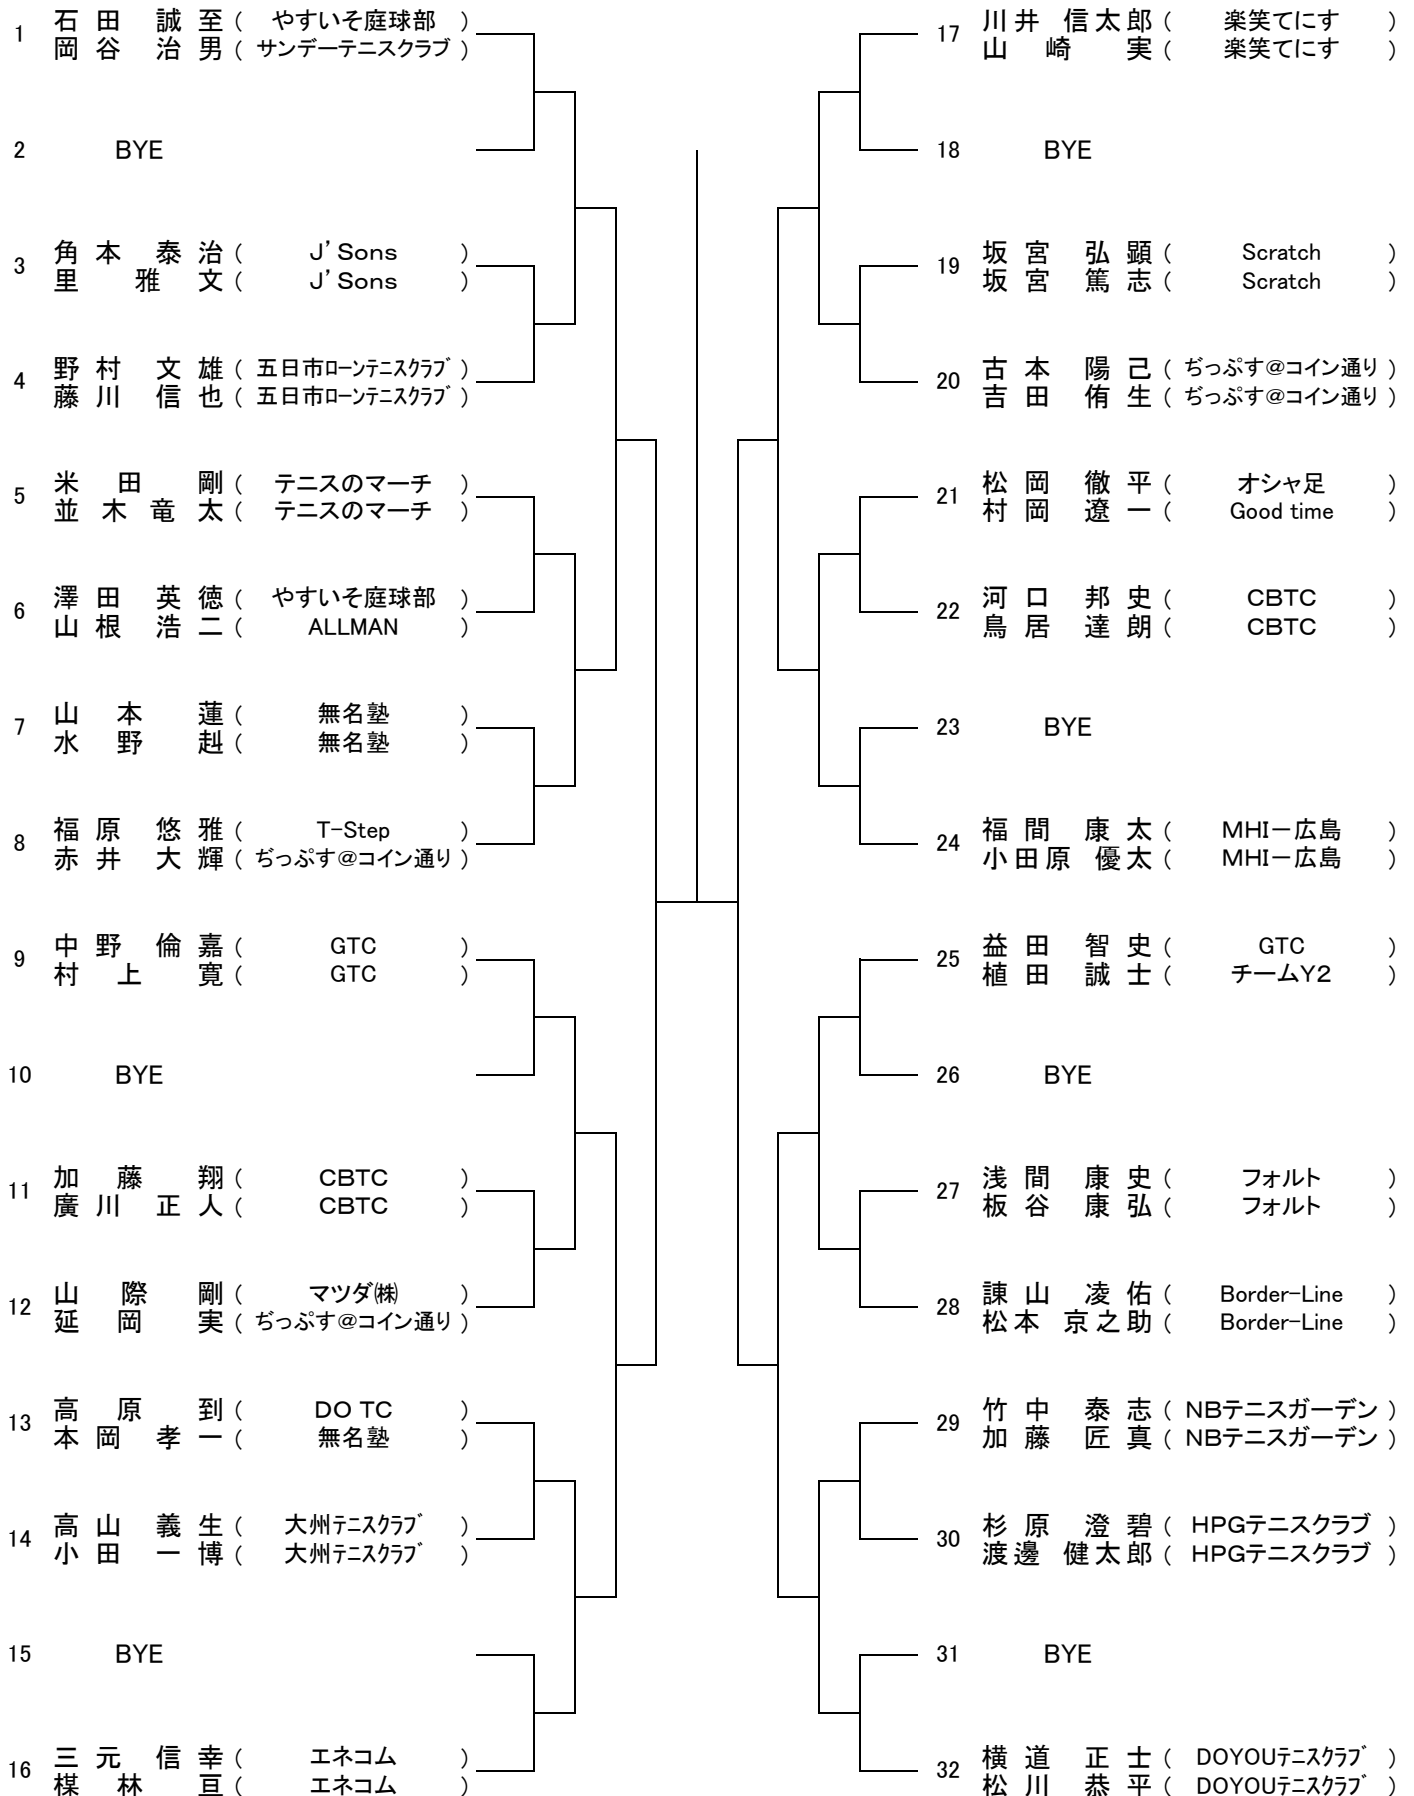 1 石田 誠至 ( やすいそ庭球部 )
岡谷 治男 ( サンデーテニスクラブ )
2 BYE
3 角本 泰治 ( J’Sons )
里 雅文 ( J’Sons )
4 野村 文雄 ( 五日市ローンテニスクラブ )
藤川 信也 ( 五日市ローンテニスクラブ )
5 米田 剛 ( テニスのマーチ )
並木 竜太 ( テニスのマーチ )
6 澤田 英徳 ( やすいそ庭球部 )
山根 浩二 ( ALLMAN )
7 山本 蓮 ( 無名塾 )
水野 赳 ( 無名塾 )
8 福原 悠雅 ( T-Step )
赤井 大輝 ( ぢっぷす@コイン通り )
9 中野 倫嘉 ( GTC )
村上 寛 ( GTC )
10 BYE
11 加藤 翔 ( CBTC )
廣川 正人 ( CBTC )
12 山際 剛 ( マツダ㈱ )
延岡 実 ( ぢっぷす@コイン通り )
13 高原 到 ( DO TC )
本岡 孝一 ( 無名塾 )
14 高山 義生 ( 大州テニスクラブ )
小田 一博 ( 大州テニスクラブ )
15 BYE
16 三元 信幸 ( エネコム )
楳林 亘 ( エネコム )
17 川井 信太郎 ( 楽笑てにす )
山崎 実 ( 楽笑てにす )
18 BYE
19 坂宮 弘顕 ( Scratch )
坂宮 篤志 ( Scratch )
20 古本 陽己 ( ぢっぷす@コイン通り )
吉田 侑生 ( ぢっぷす@コイン通り )
21 松岡 徹平 ( オシャ足 )
村岡 遼一 ( Good time )
22 河口 邦史 ( CBTC )
鳥居 達朗 ( CBTC )
23 BYE
24 福間 康太 ( MHI－広島 )
小田原 優太 ( MHI－広島 )
25 益田 智史 ( GTC )
植田 誠士 ( チームY2 )
26 BYE
27 浅間 康史 ( フォルト )
板谷 康弘 ( フォルト )
28 諌山 凌佑 ( Border-Line )
松本 京之助 ( Border-Line )
29 竹中 泰志 ( NBテニスガーデン )
加藤 匠真 ( NBテニスガーデン )
30 杉原 澄碧 ( HPGテニスクラブ )
渡邊 健太郎 ( HPGテニスクラブ )
31 BYE
32 横道 正士 ( DOYOUテニスクラブ )
松川 恭平 ( DOYOUテニスクラブ )